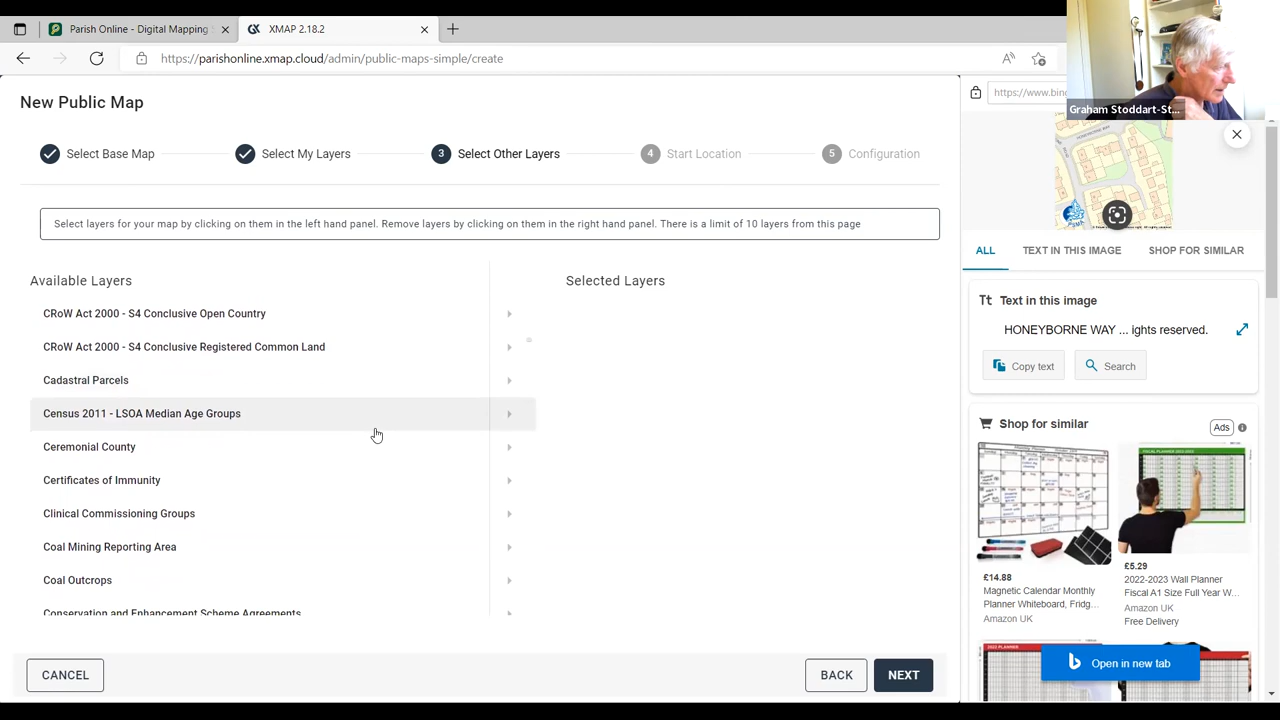 Parish Online - Digital Mapping
XMAP 2.18.2
https://parishonline.xmap.cloud/admin/public-maps-simple/create
New Public Map
Select Base Map
Select My Layers
3 Select Other Layers
4 Start Location
5 Configuration
Select layers for your map by clicking on them in the left hand panel Remove layers by clicking on them in the right hand panel. There is a limit of 10 layers from this page
Available Layers
Selected Layers
CRoW Act 2000 - S4 Conclusive Open Country
CRoW Act 2000 - S4 Conclusive Registered Common Land
Cadastral Parcels
Census 2011 - LSOA Median Age Groups
Ceremonial County
Certificates of Immunity
Clinical Commissioning Groups
Coal Mining Reporting Area
Coal Outcrops
Conservation and Enhancement Scheme Agreements
CANCEL
BACK
NEXT
Graham Stoddart-St...
https://www.bin
HONEYBORNE WAY
ALL
TEXT IN THIS IMAGE
SHOP FOR SIMILAR
Tt Text in this image
HONEYBORNE WAY ... ights reserved.
Copy text
Search
Shop for similar
Ads
£14.88
Magnetic Calendar Monthly
Planner Whiteboard, Fridg...
Amazon UK
£5.29
2022-2023 Wall Planner
Fiscal A1 Size Full Year W...
Amazon UK
Free Delivery
Open in new tab